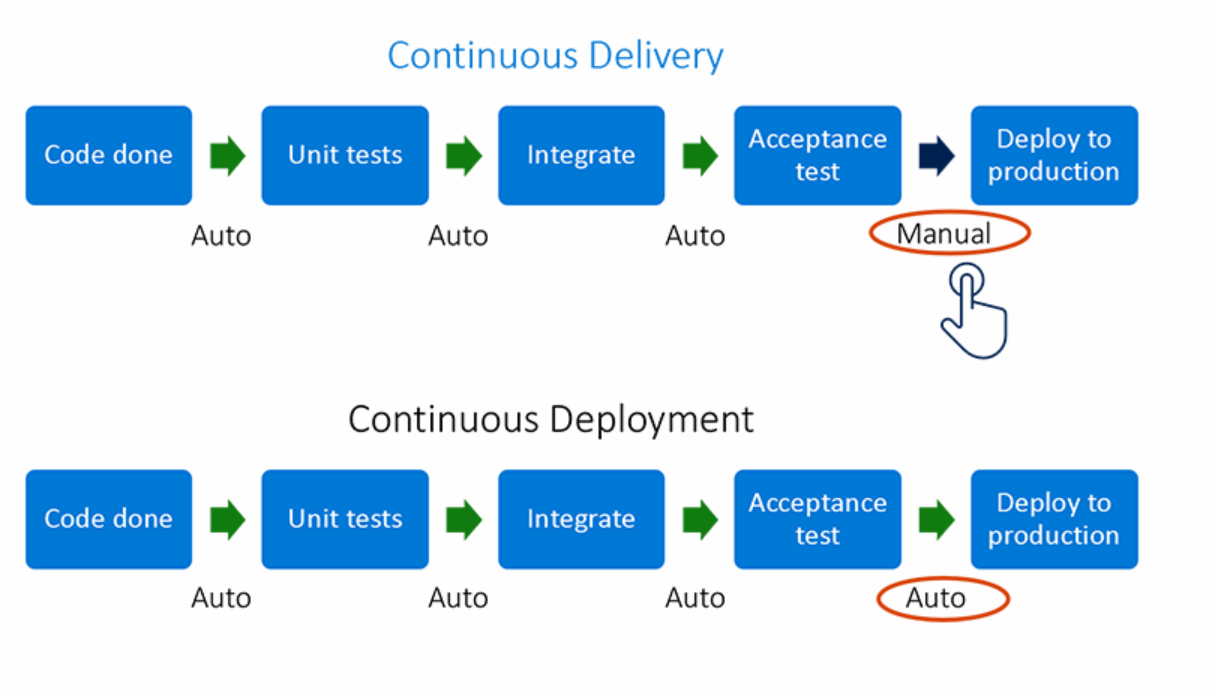 Continuous Delivery
Code done
Unit tests
Integrate
Acceptance
test
Deploy to
production
Auto
Auto
Auto
Manual
Continuous Deployment
Code done
Unit tests
Integrate
Acceptance
test
Deploy to
production
Auto
Auto
Auto
Auto